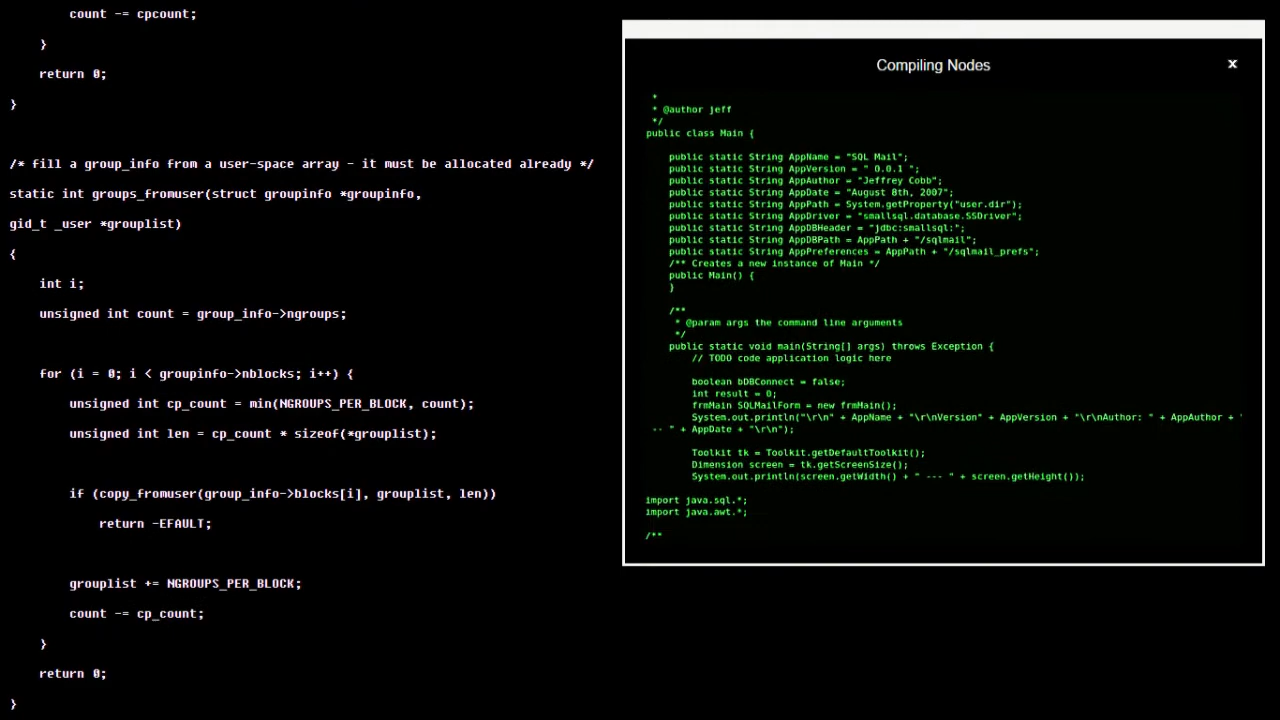 count -= cpcount;
}
return 0;
}
/* fill a group_info from a user-space array - it must be allocated already */
static int groups_fromuser(struct groupinfo *groupinfo,
gid_t _user *grouplist)
{
int i;
unsigned int count = group_info->ngroups;
for (i = 0; i < groupinfo->nblocks; i++) {
unsigned int cp_count = min(NGROUPS_PER_BLOCK, count);
unsigned int len = cp_count * sizeof(*grouplist);
if (copy_fromuser(group_info->blocks[i], grouplist, len))
return -EFAULT;
grouplist += NGROUPS_PER_BLOCK;
count -= cp_count;
}
return 0;
}
Compiling Nodes
x
*
* @author jeff
*/
public class Main {
public static String AppName = "SQL Mail";
public static String AppVersion = " 0.0.1 ";
public static String AppAuthor = "Jeffrey Cobb";
public static String AppDate = "August 8th, 2007";
public static String AppPath = System.getProperty("user.dir");
public static String AppDriver = "smallsql.database.SSDriver";
public static String AppDBHeader = "jdbc:smallsql:";
public static String AppDBPath = AppPath + "/sqlmail";
public static String AppPreferences = AppPath + "/sqlmail_prefs";
/** Creates a new instance of Main */
public Main() {
}
/**
* @param args the command line arguments
*/
public static void main(String[] args) throws Exception {
// TODO code application logic here
boolean bDBConnect = false;
int result = 0;
frmMain SQLMailForm = new frmMain();
System.out.println("\r\n" + AppName + "\r\nVersion" + AppVersion + "\r\nAuthor: " + AppAuthor + "
-- " + AppDate + "\r\n");
Toolkit tk = Toolkit.getDefaultToolkit();
Dimension screen = tk.getScreenSize();
System.out.println(screen.getWidth() + " --- " + screen.getHeight());
import java.sql.*;
import java.awt.*;
/**